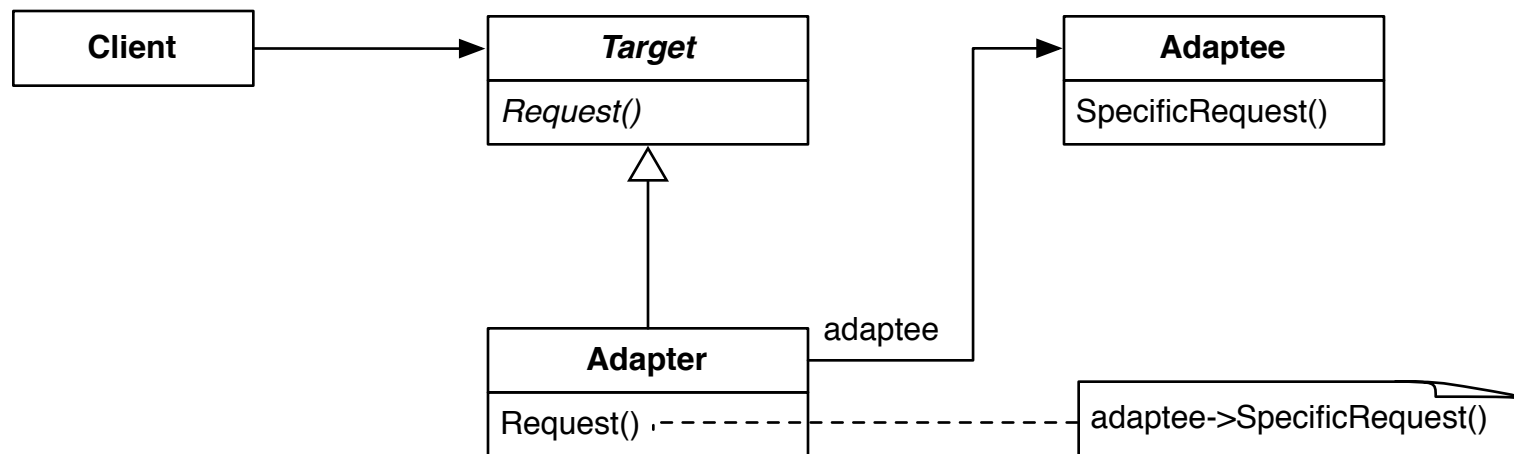 Client
Target
Request()
Adaptee
SpecificRequest()
adaptee
Adapter
Request()
adaptee->SpecificRequest()